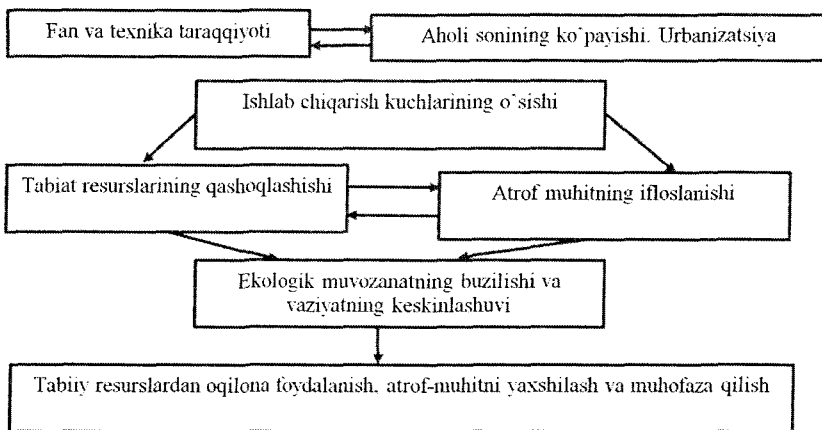 Fan va texnika taraqqiyoti
Aholi sonining ko`payishi. Urbanizatsiya
Ishlab chiqarish kuchlarining o`sishi
Tabiat resurslarining qashoqlashishi
Atrof muhitning ifloslanishi
Ekologik muvozanatning buzilishi va
vaziyatning keskinlashuvi
Tabiiy resurslardan oqilona foydalanish, atrof-muhitni yaxshilash va muhofaza qilish